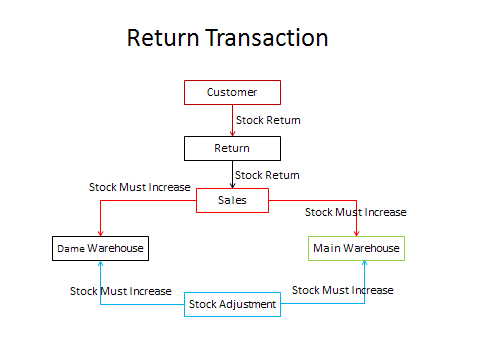 Return Transaction
Customer
Stock Return
Return
Stock Return
Stock Must Increase
Sales
Stock Must Increase
Dame Warehouse
Main Warehouse
Stock Must Increase
Stock Must Increase
Stock Adjustment